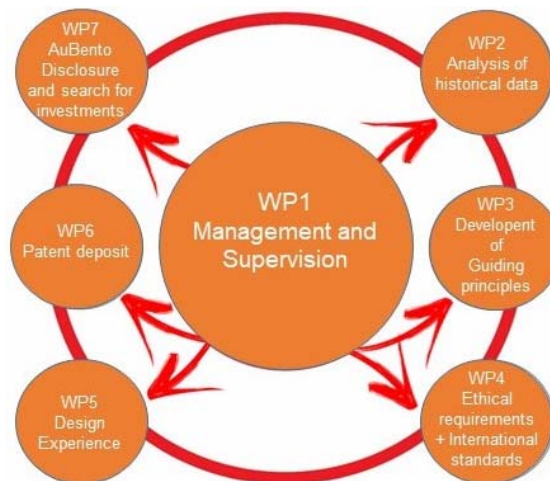 WP7
AuBento
Disclosure
and search for
investments
WP2
Analysis of
historical data
WP1
Management and
Supervision
WP6
Patent deposit
WP3
Developent of
Guiding
principles
WP5
Design
Experience
WP4
Ethical
requirements
+ International
standards